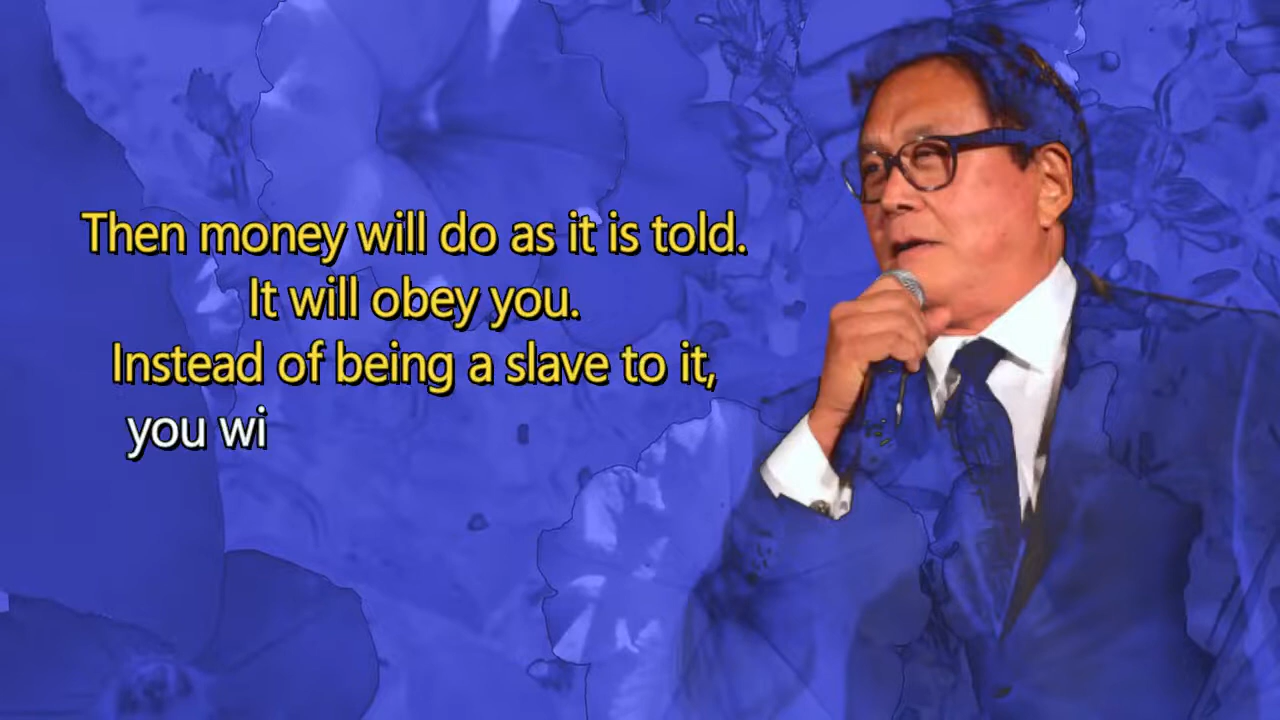 Then money will do as it is told.
It will obey you.
Instead of being a slave to it,
you wi